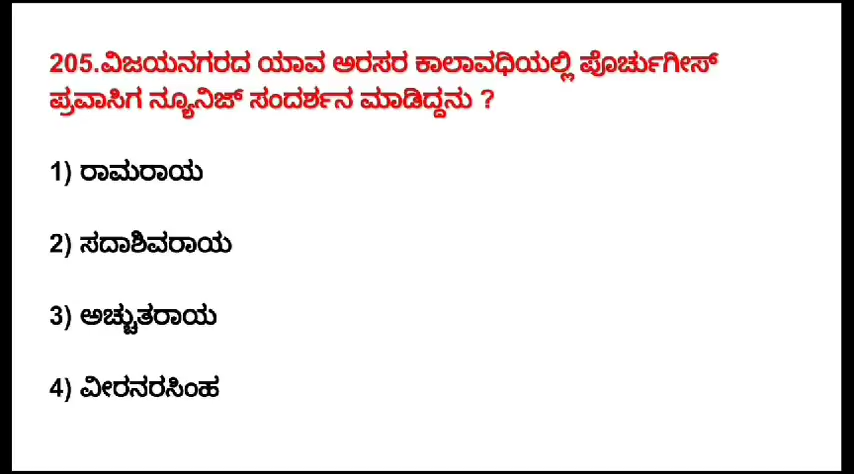 205.ವಿಜಯನಗರದ ಯಾವ ಅರಸರ ಕಾಲಾವಧಿಯಲ್ಲಿ ಪೊರ್ಚುಗೀಸ್
ಪ್ರವಾಸಿಗ ನ್ಯೂನಿಜ್ ಸಂದರ್ಶನ ಮಾಡಿದ್ದನು ?
1) ರಾಮರಾಯ
2) ಸದಾಶಿವರಾಯ
3) ಅಚ್ಚುತರಾಯ
4) ವೀರನರಸಿಂಹ